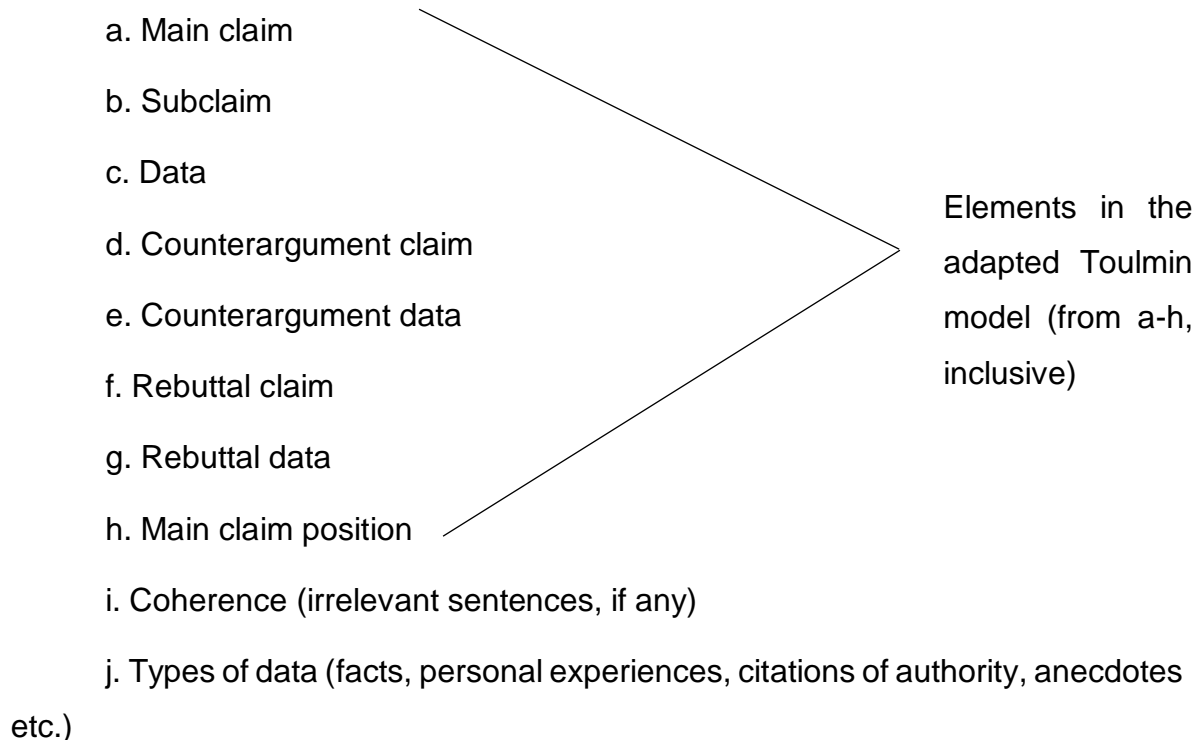 a. Main claim
b. Subclaim
c. Data
d. Counterargument claim
e. Counterargument data
f. Rebuttal claim
g. Rebuttal data
h. Main claim position
i. Coherence (irrelevant sentences, if any)
j. Types of data (facts, personal experiences, citations of authority, anecdotes
etc.)
Elements in the
adapted Toulmin
model (from a-h,
inclusive)